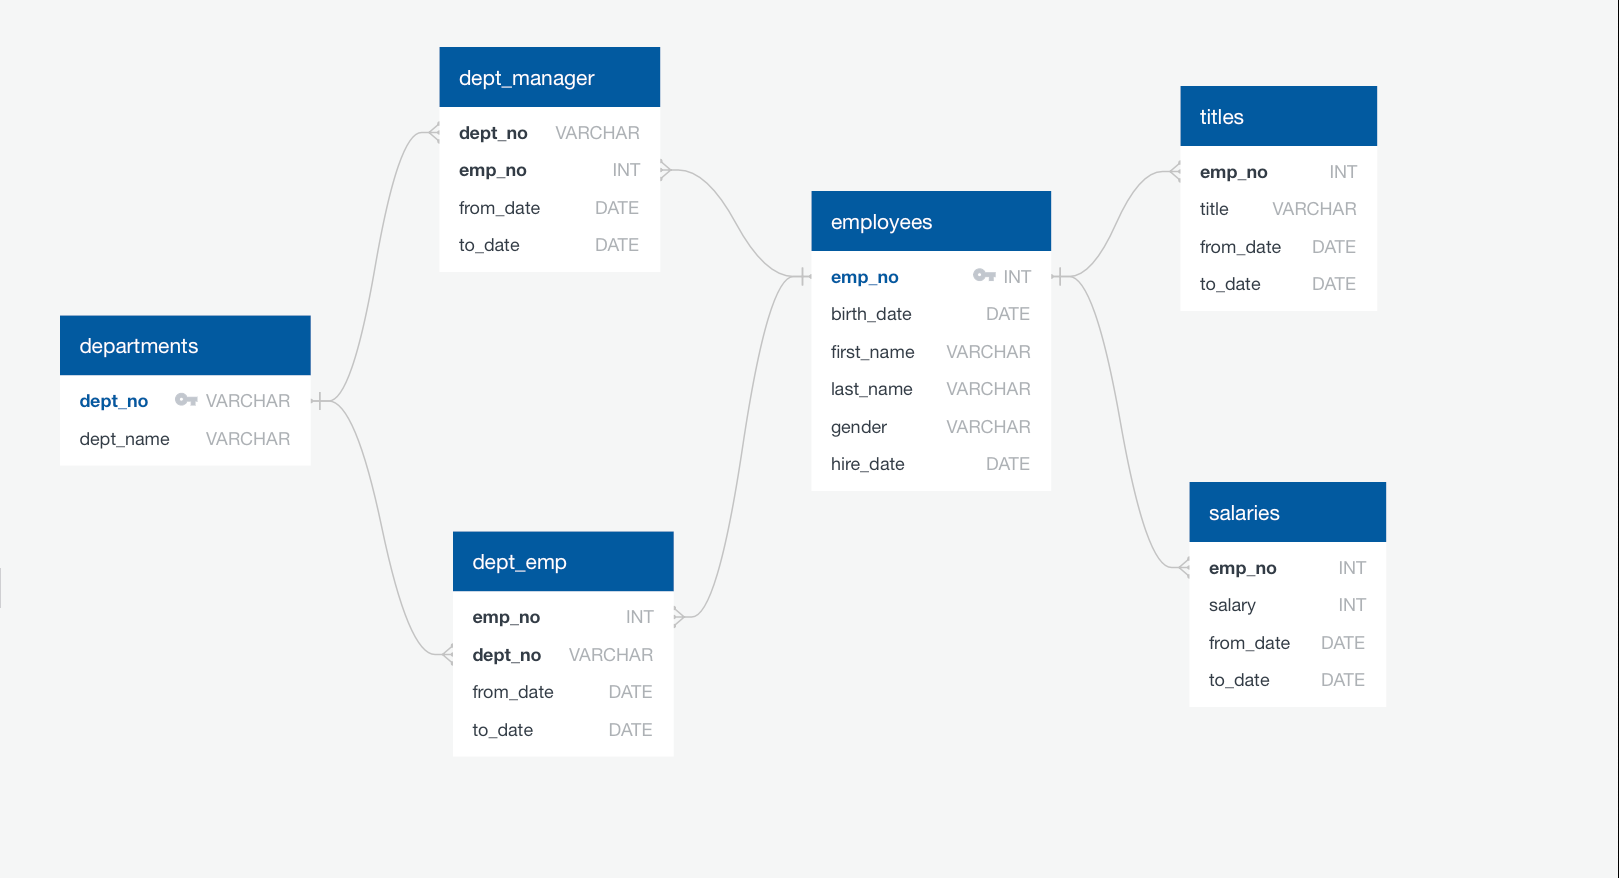 dept_manager
dept_no VARCHAR
emp_no INT
from_date DATE
to_date DATE
titles
emp_no INT
title VARCHAR
from_date DATE
to_date DATE
employees
emp_no INT
birth_date DATE
first_name VARCHAR
last_name VARCHAR
gender VARCHAR
hire_date DATE
departments
dept_no VARCHAR
dept_name VARCHAR
salaries
emp_no INT
salary INT
from_date DATE
to_date DATE
dept_emp
emp_no INT
dept_no VARCHAR
from_date DATE
to_date DATE